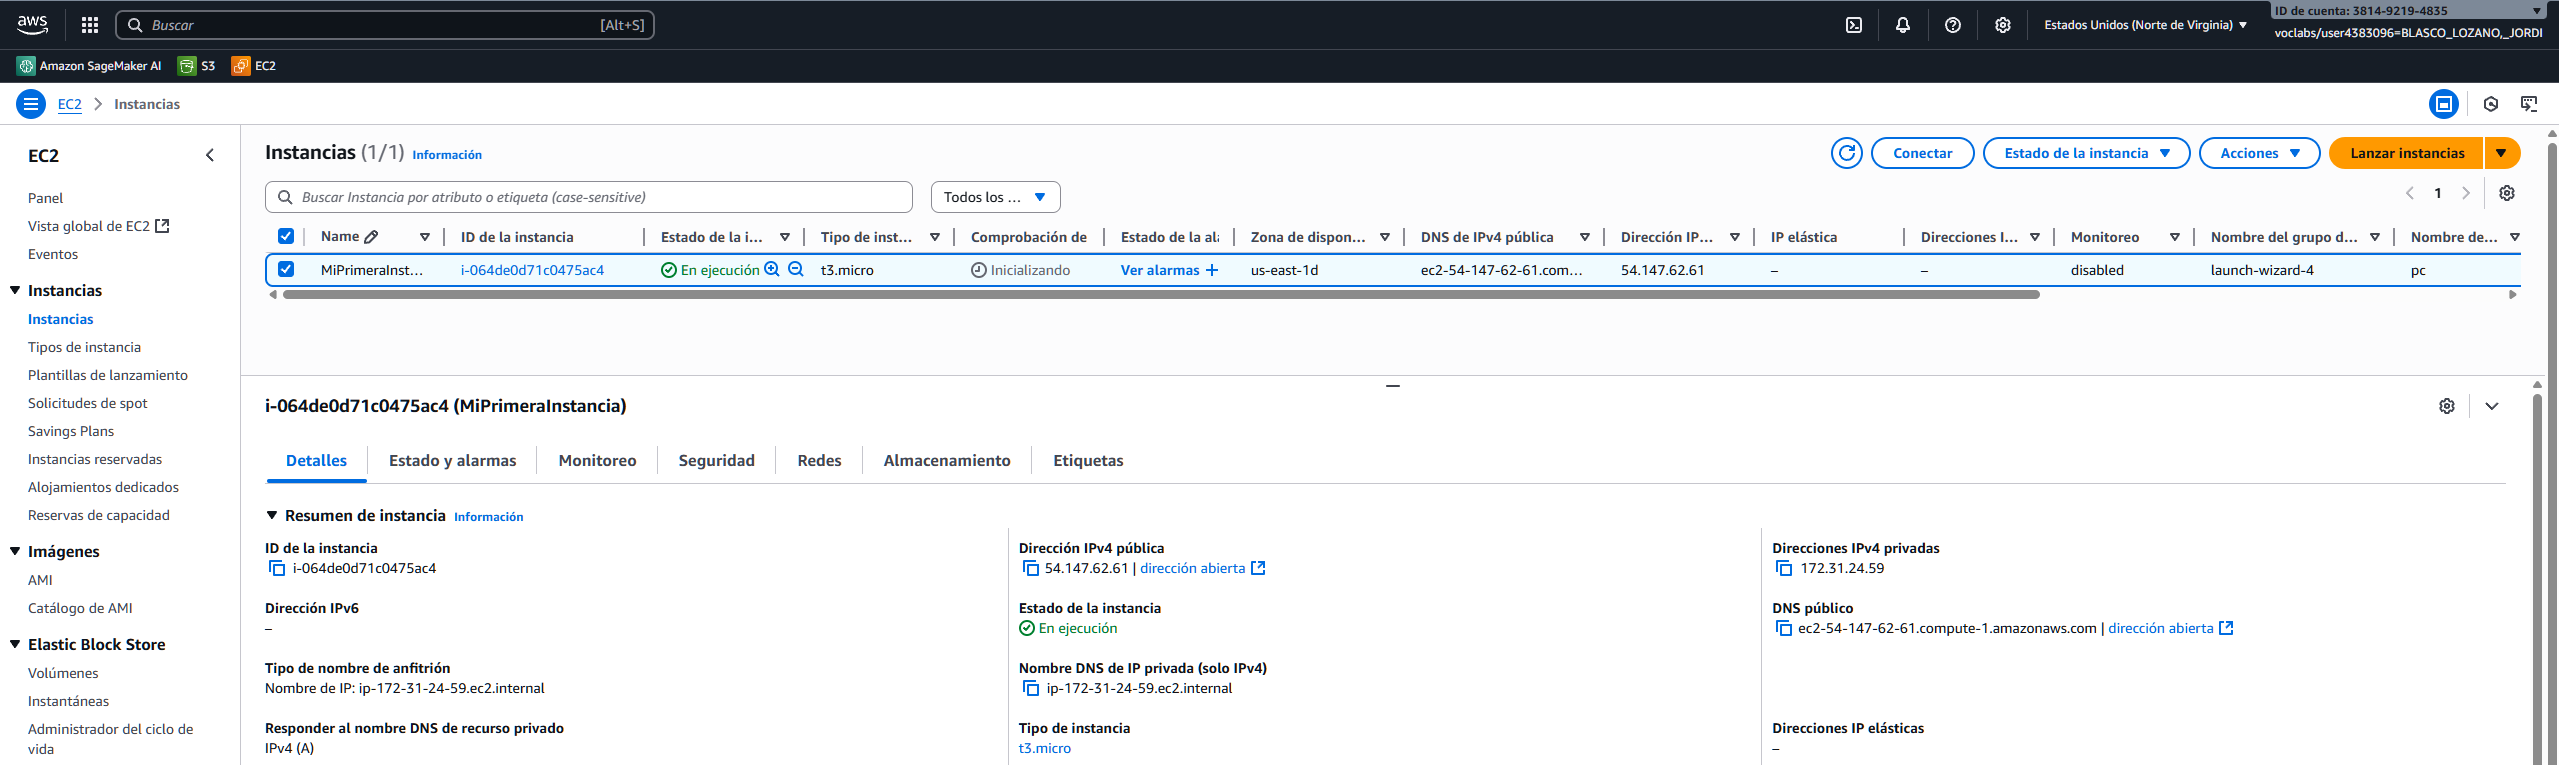 aws
Buscar [Alt+S]
Estados Unidos (Norte de Virginia)
ID de cuenta: 3814-9219-4835
voclabs/user4383096=BLASCO_LOZANO,_JORDI
Amazon SageMaker AI S3 EC2
EC2 Instancias
EC2
Panel
Vista global de EC2
Eventos
Instancias
Instancias
Tipos de instancia
Plantillas de lanzamiento
Solicitudes de spot
Savings Plans
Instancias reservadas
Alojamientos dedicados
Reservas de capacidad
Imágenes
AMI
Catálogo de AMI
Elastic Block Store
Volúmenes
Instantáneas
Administrador del ciclo de
vida
Instancias (1/1) Información
Conectar Estado de la instancia Acciones Lanzar instancias
Buscar Instancia por atributo o etiqueta (case-sensitive) Todos los ... 1
Name ID de la instancia Estado de la i... Tipo de inst... Comprobación de Estado de la ala Zona de dispon... DNS de IPv4 pública Dirección IP... IP elástica Direcciones I... Monitoreo Nombre del grupo d... Nombre de...
MiPrimeraInst... i-064de0d71c0475ac4 En ejecución t3.micro Inicializando Ver alarmas + us-east-1d ec2-54-147-62-61.com... 54.147.62.61 – – disabled launch-wizard-4 pc
i-064de0d71c0475ac4 (MiPrimeraInstancia)
Detalles Estado y alarmas Monitoreo Seguridad Redes Almacenamiento Etiquetas
Resumen de instancia Información
ID de la instancia
i-064de0d71c0475ac4
Dirección IPv4 pública
54.147.62.61 | dirección abierta
Direcciones IPv4 privadas
172.31.24.59
Dirección IPv6
–
Estado de la instancia
En ejecución
DNS público
ec2-54-147-62-61.compute-1.amazonaws.com | dirección abierta
Tipo de nombre de anfitrión
Nombre de IP: ip-172-31-24-59.ec2.internal
Nombre DNS de IP privada (solo IPv4)
ip-172-31-24-59.ec2.internal
Responder al nombre DNS de recurso privado
IPv4 (A)
Tipo de instancia
t3.micro
Direcciones IP elásticas
–